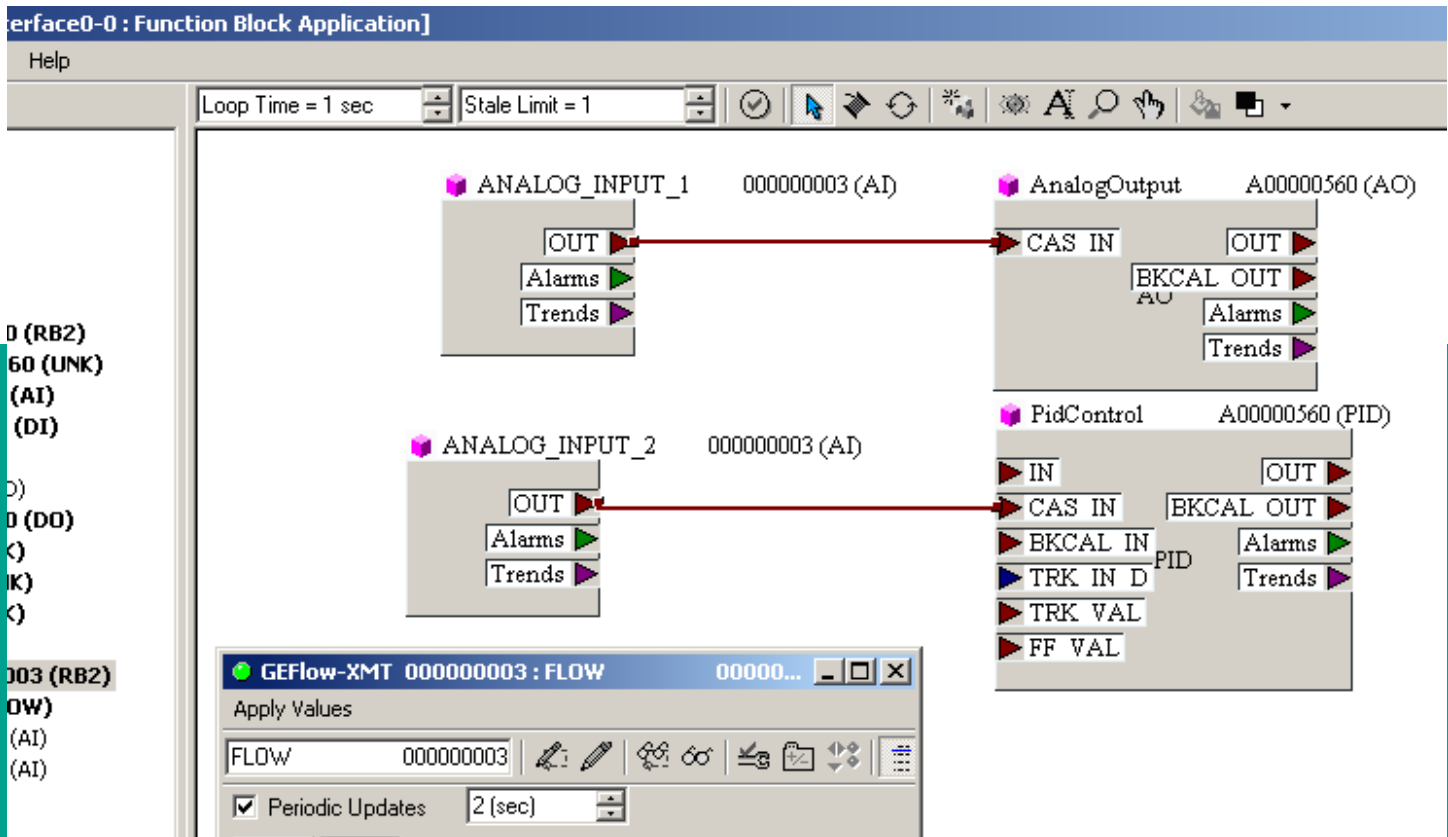 erface0-0 : Function Block Application]
Help
Loop Time = 1 sec
Stale Limit = 1
0 (RB2)
60 (UNK)
(AI)
(DI)
0 (DO)
003 (RB2)
OW)
(AI)
(AI)
ANALOG_INPUT_1 000000003 (AI)
OUT
Alarms
Trends
AnalogOutput A00000560 (AO)
CAS IN
OUT
BKCAL OUT
AO
Alarms
Trends
ANALOG_INPUT_2 000000003 (AI)
OUT
Alarms
Trends
PidControl A00000560 (PID)
IN
CAS IN
BKCAL IN
TRK IN D
TRK VAL
FF VAL
PID
OUT
BKCAL OUT
Alarms
Trends
GEFlow-XMT 000000003 : FLOW 00000...
Apply Values
FLOW 000000003
Periodic Updates 2 (sec)